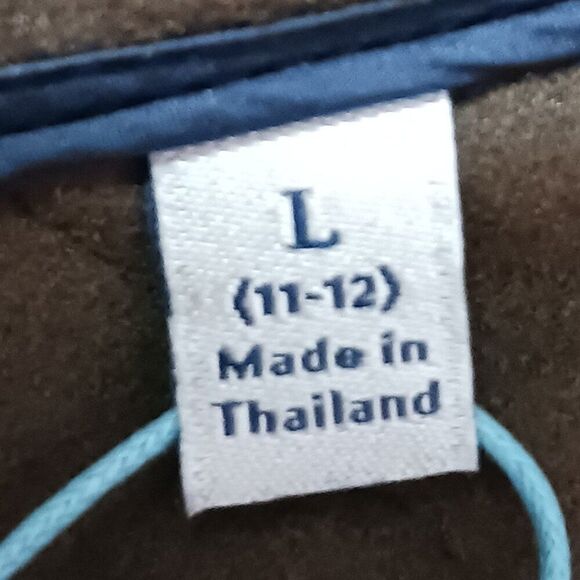 L
(11-12)
Made in
Thailand